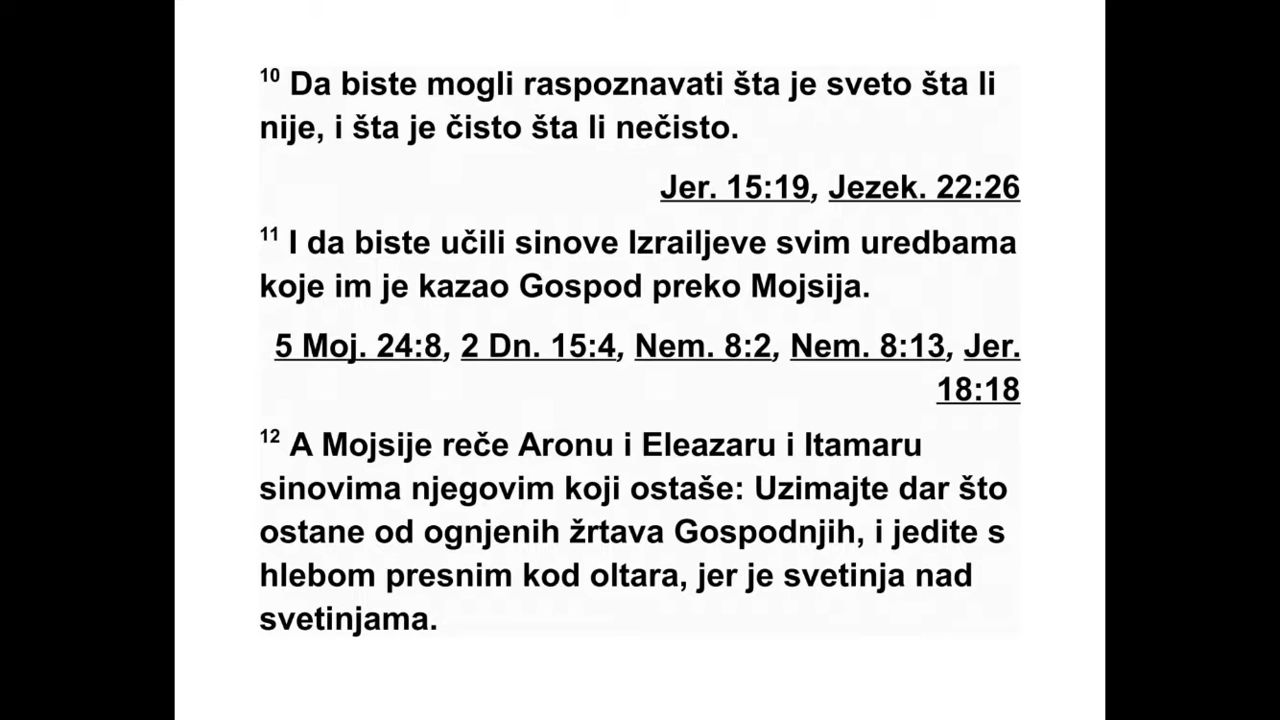 10 Da biste mogli raspoznavati šta je sveto šta li
nije, i šta je čisto šta li nečisto.
Jer. 15:19, Jezek. 22:26
11 I da biste učili sinove Izrailjeve svim uredbama
koje im je kazao Gospod preko Mojsija.
5 Moj. 24:8, 2 Dn. 15:4, Nem. 8:2, Nem. 8:13, Jer.
18:18
12 A Mojsije reče Aronu i Eleazaru i Itamaru
sinovima njegovim koji ostaše: Uzimajte dar što
ostane od ognjenih žrtava Gospodnjih, i jedite s
hlebom presnim kod oltara, jer je svetinja nad
svetinjama.